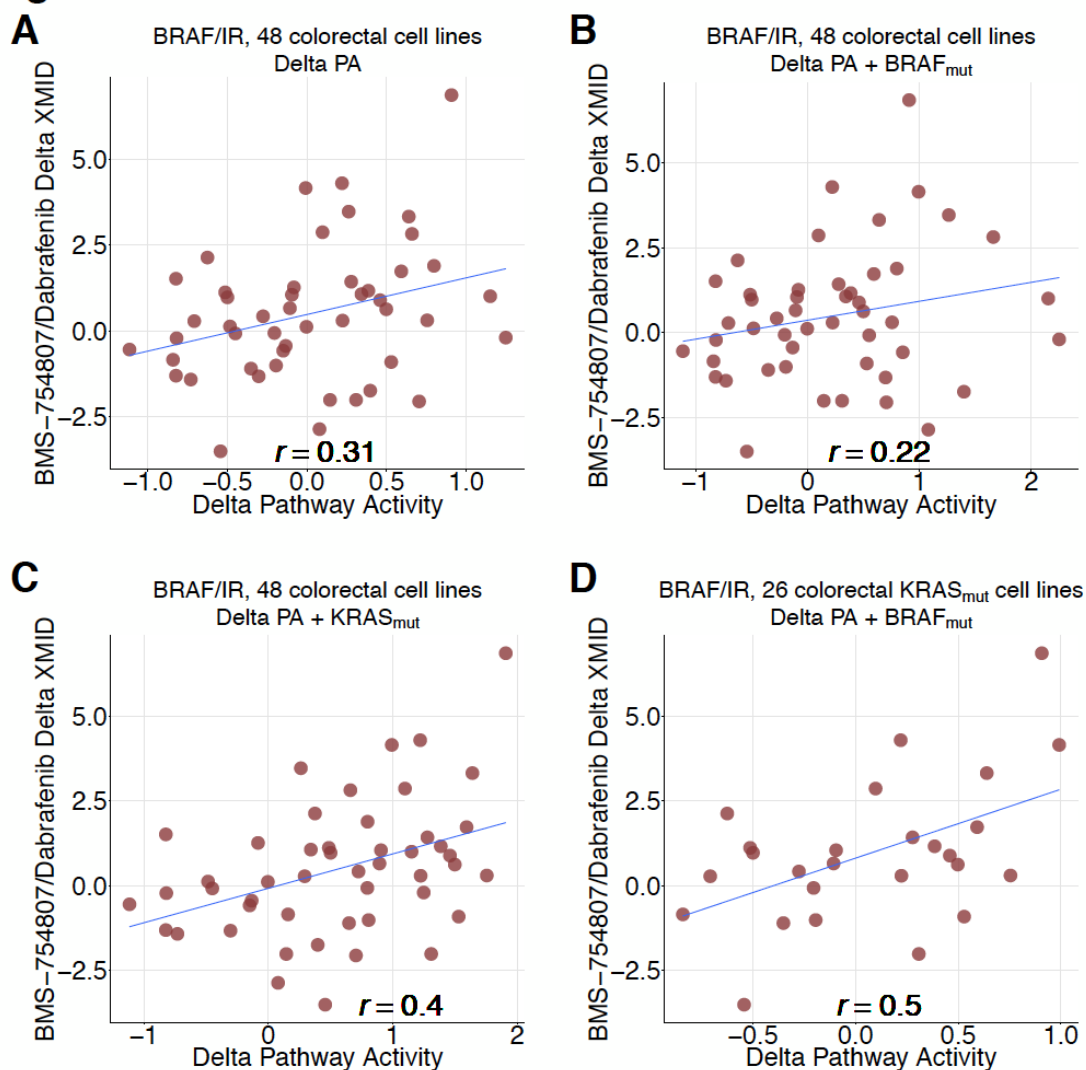 A
BRAF/IR, 48 colorectal cell lines
Delta PA
BMS−754807/Dabrafenib Delta XMID
5.0
2.5
0.0
−2.5
r = 0.31
−1.0 −0.5 0.0 0.5 1.0
Delta Pathway Activity
B
BRAF/IR, 48 colorectal cell lines
Delta PA + BRAFmut
BMS−754807/Dabrafenib Delta XMID
5.0
2.5
0.0
−2.5
r = 0.22
−1 0 1 2
Delta Pathway Activity
C
BRAF/IR, 48 colorectal cell lines
Delta PA + KRASmut
BMS−754807/Dabrafenib Delta XMID
5.0
2.5
0.0
−2.5
r = 0.4
−1 0 1 2
Delta Pathway Activity
D
BRAF/IR, 26 colorectal KRASmut cell lines
Delta PA + BRAFmut
BMS−754807/Dabrafenib Delta XMID
5.0
2.5
0.0
−2.5
r = 0.5
−0.5 0.0 0.5 1.0
Delta Pathway Activity